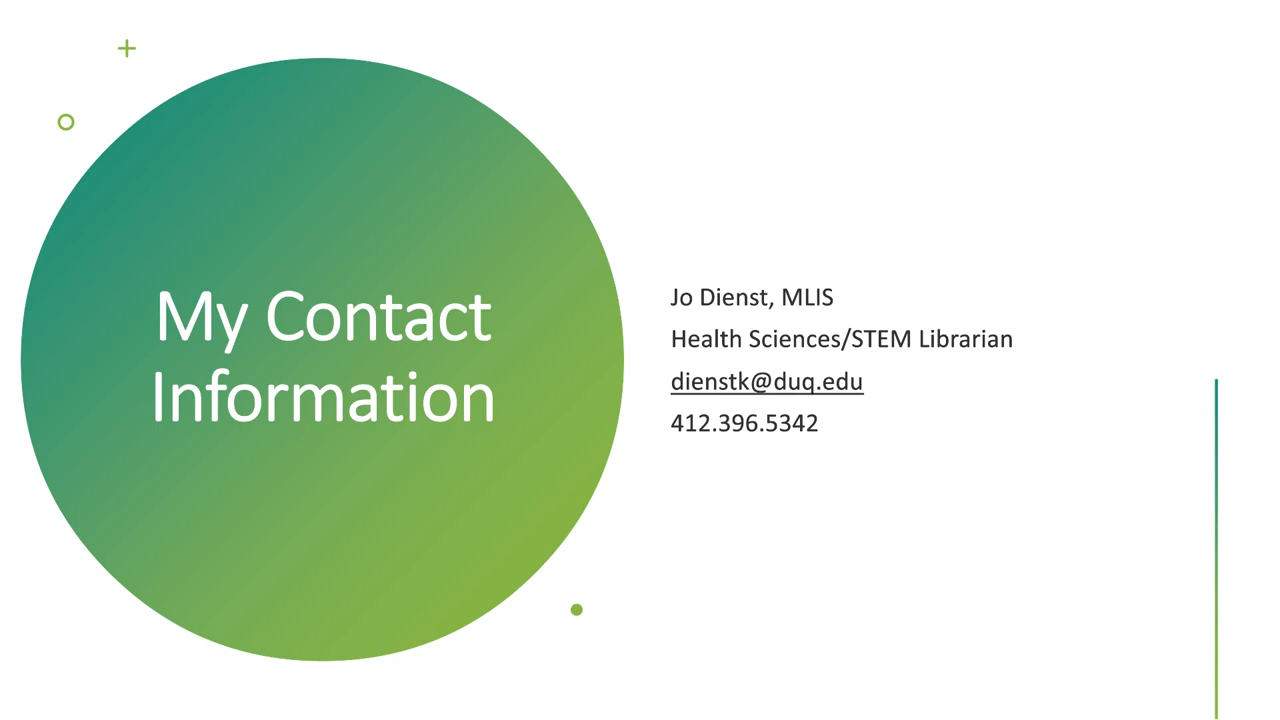 My Contact
Information
Jo Dienst, MLIS
Health Sciences/STEM Librarian
dienstk@duq.edu
412.396.5342